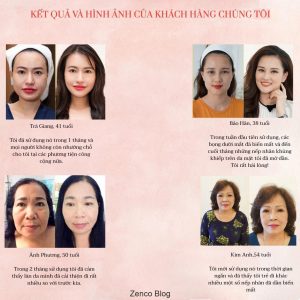 KẾT QUẢ VÀ HÌNH ẢNH CỦA KHÁCH HÀNG CHÚNG TÔI
Trà Giang, 41 tuổi
Tôi đã sử dụng nó trong 1 tháng và
mọi người không còn nhường chỗ
cho tôi tại các phương tiện công
cộng nữa.
Bảo Hân, 39 tuổi
Trong tuần đầu tiên sử dụng, các
bọng dưới mắt đã biến mất và đến
cuối tháng những nếp nhăn khủng
khiếp trên da mặt tôi đã mờ dần.
Tôi rất hài lòng!
Ánh Phương, 50 tuổi
Trong 2 tháng sử dụng tôi đã cảm
thấy làn da mình đã cải thiện đi rất
nhiều so với trước kia.
Kim Anh,54 tuổi
Tôi mới sử dụng nó trong thời gian
ngắn và đã thấy tôi trẻ đi khác
nhiều một số nếp nhăn đã dần biến
mất
Zenco Blog